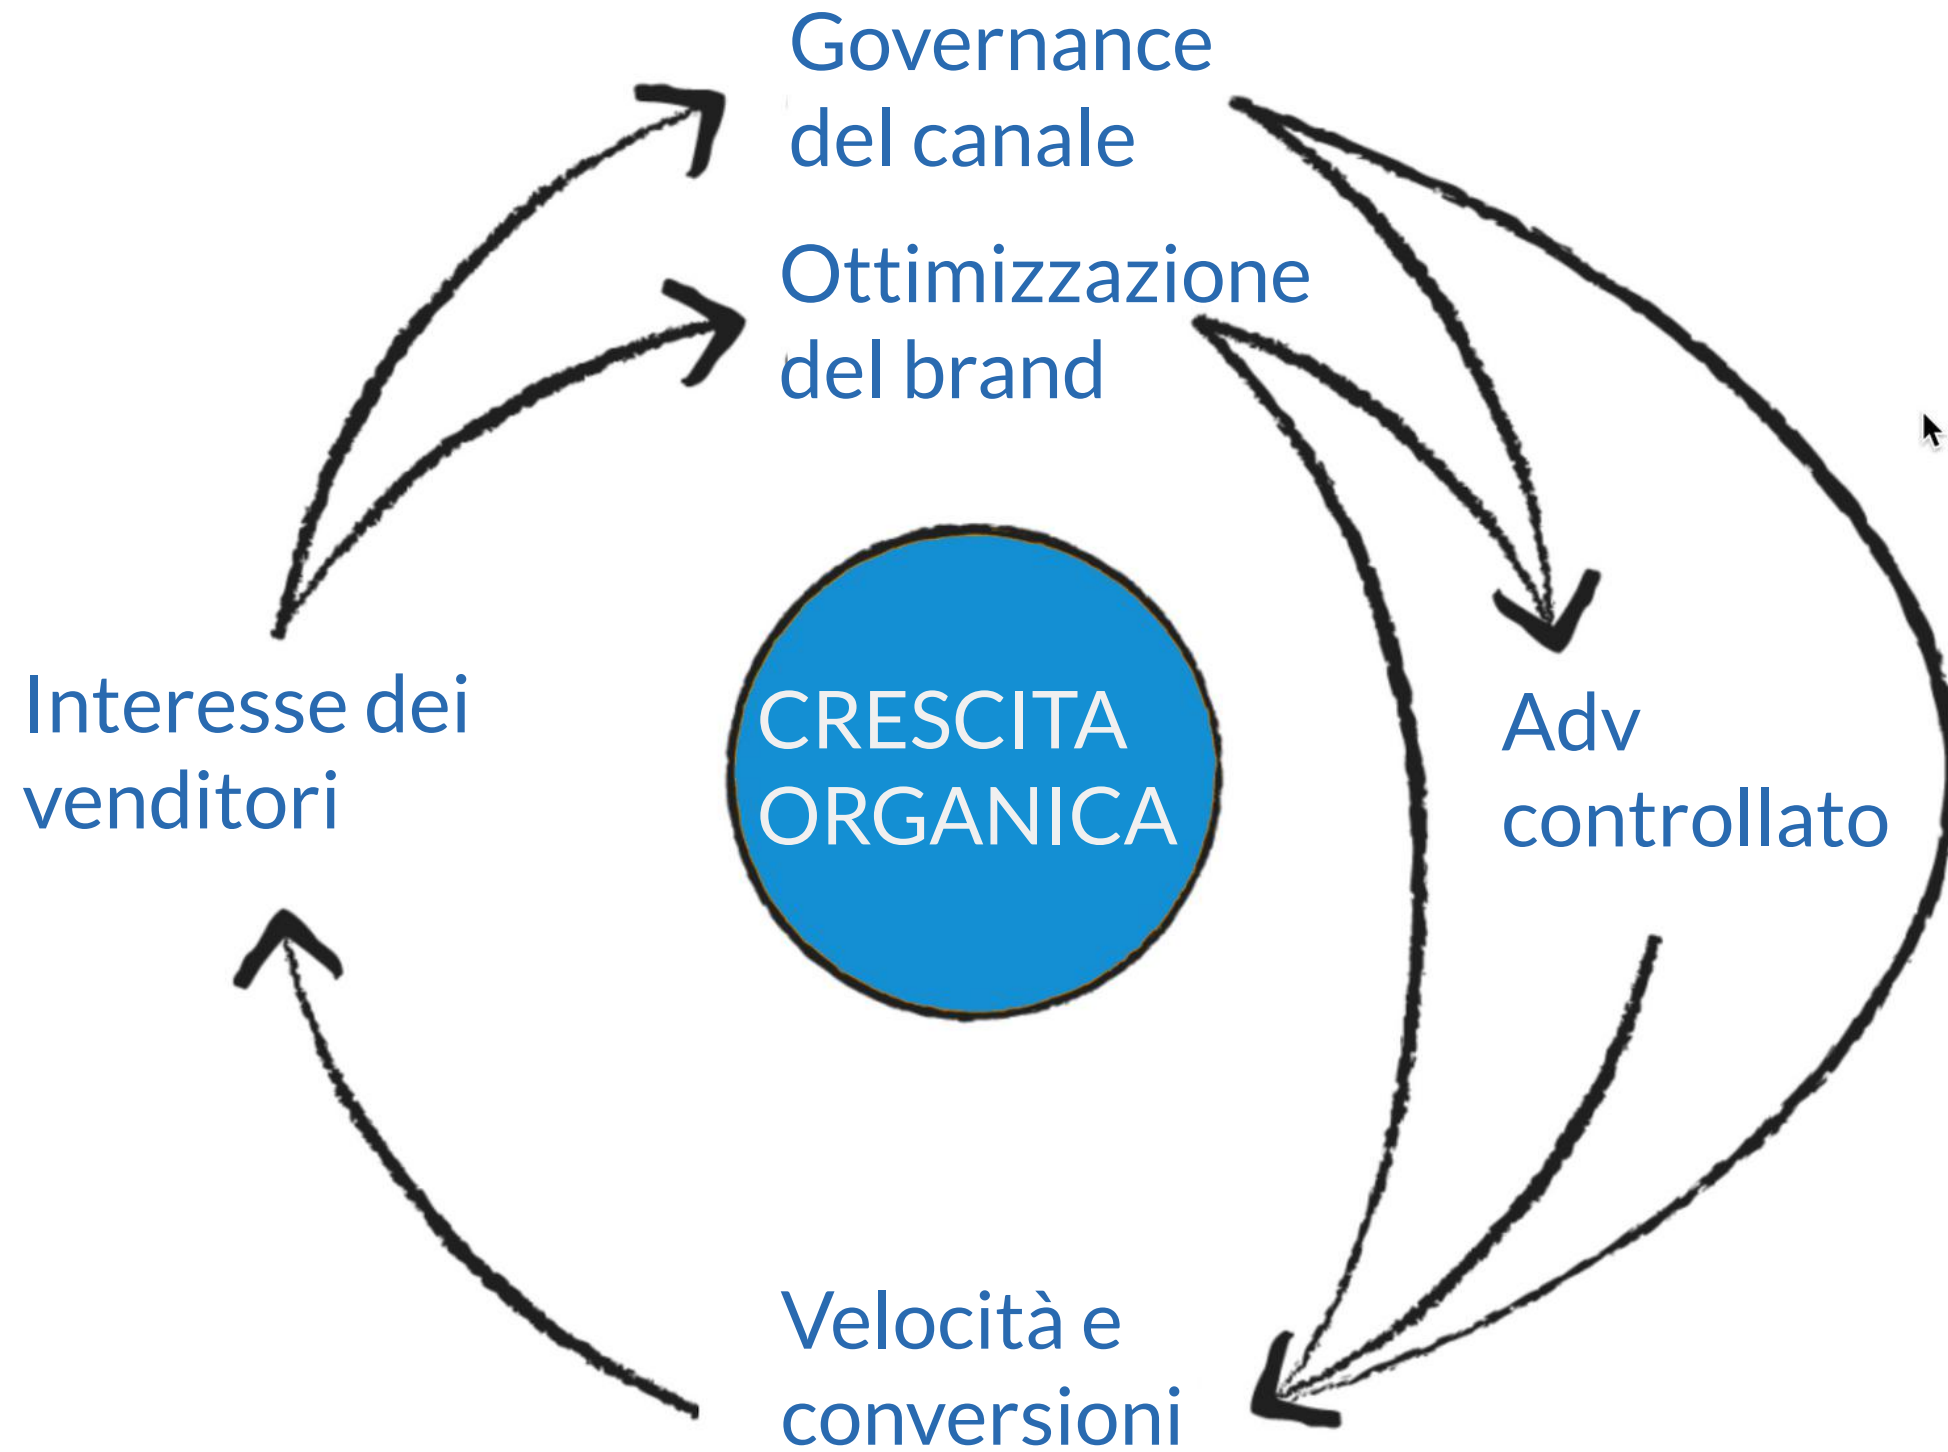 Governance
del canale
Ottimizzazione
del brand
Interesse dei
venditori
CRESCITA
ORGANICA
Adv
controllato
Velocità e
conversioni